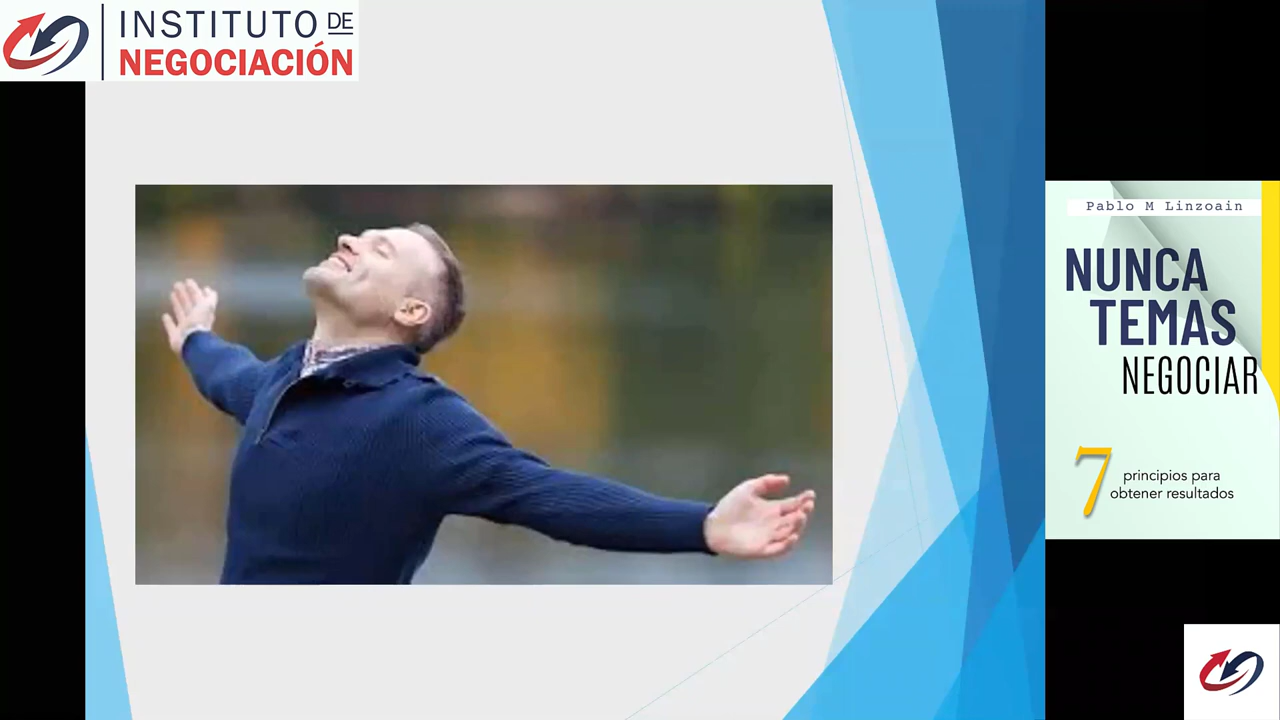 INSTITUTO DE
NEGOCIACIÓN
Pablo M Linzoain
NUNCA
TEMAS
NEGOCIAR
7 principios para
obtener resultados